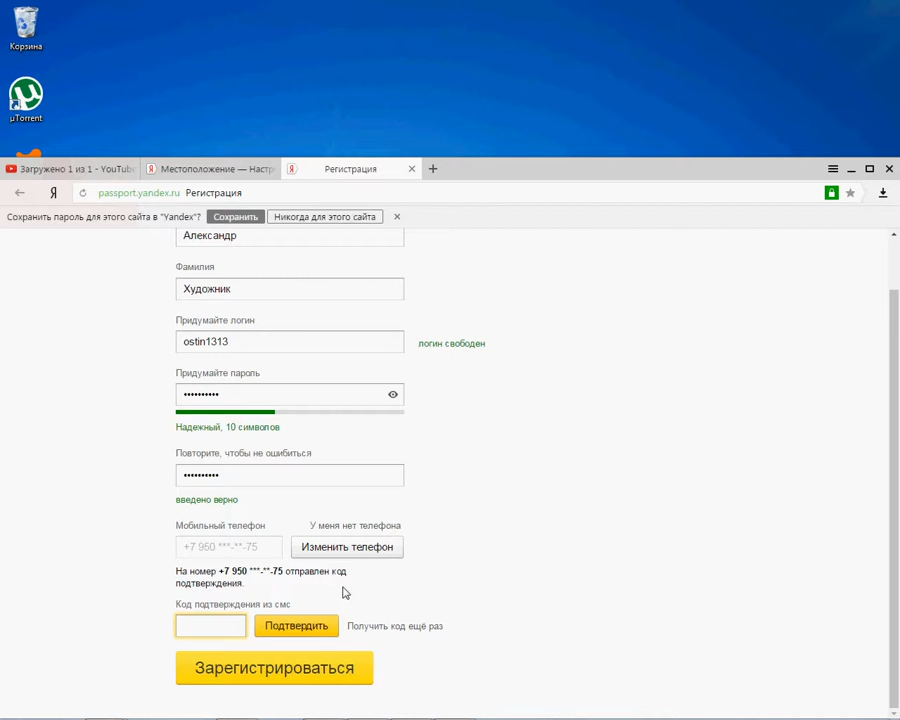 Корзина
µTorrent
Загружено 1 из 1 - YouTube
Местоположение — Настр
Регистрация
passport.yandex.ru Регистрация
Сохранить пароль для этого сайта в "Yandex"? Сохранить Никогда для этого сайта
Александр
Фамилия
Художник
Придумайте логин
ostin1313
логин свободен
Придумайте пароль
••••••••••
Надежный, 10 символов
Повторите, чтобы не ошибиться
••••••••••
введено верно
Мобильный телефон У меня нет телефона
+7 950 ***-**-75 Изменить телефон
На номер +7 950 ***-**-75 отправлен код
подтверждения.
Код подтверждения из смс
Подтвердить Получить код ещё раз
Зарегистрироваться